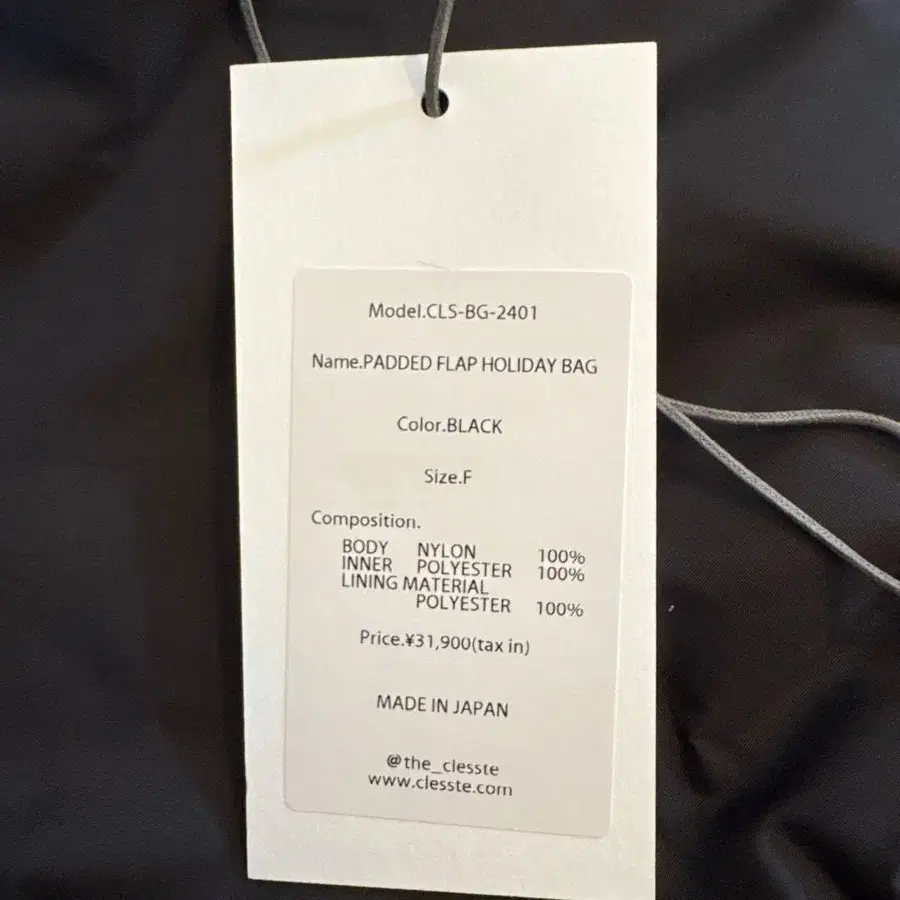 Model.CLS-BG-2401
Name.PADDED FLAP HOLIDAY BAG
Color.BLACK
Size.F
Composition.
BODY NYLON 100%
INNER POLYESTER 100%
LINING MATERIAL
POLYESTER 100%
Price.¥31,900(tax in)
MADE IN JAPAN
@the_clesste
www.clesste.com